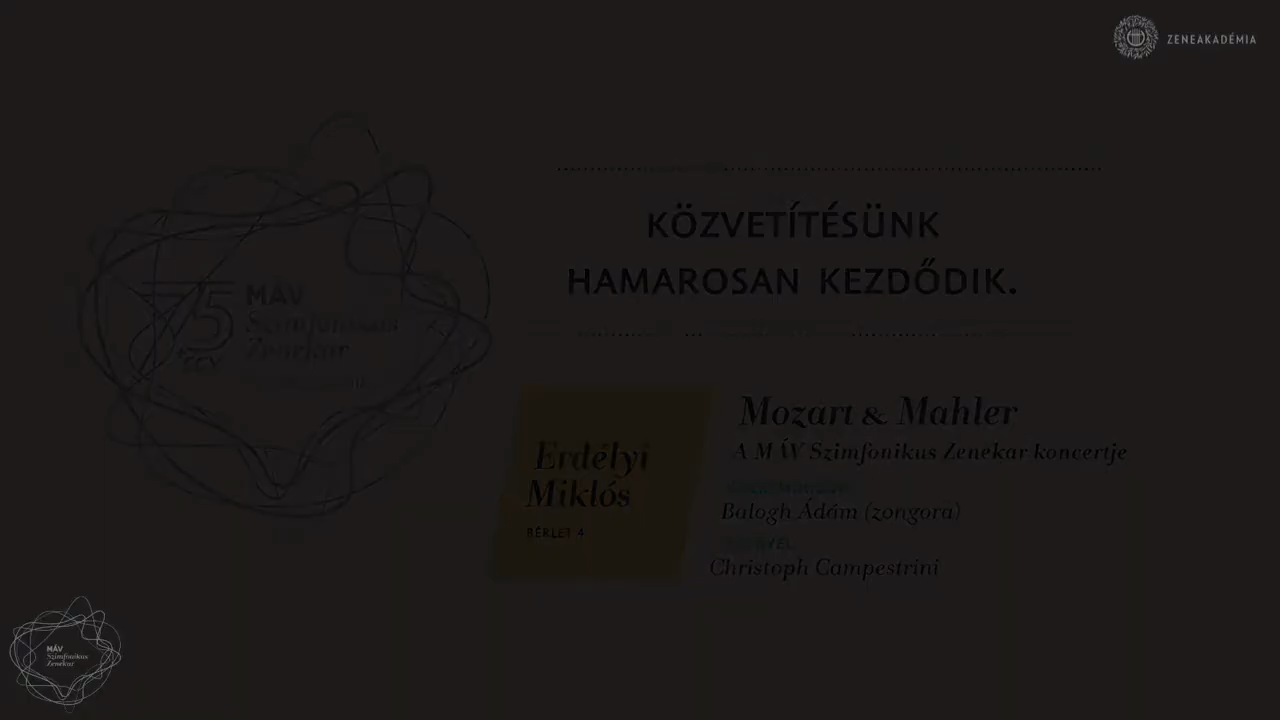 ZENEAKADÉMIA
KÖZVETÍTÉSÜNK
HAMAROSAN KEZDŐDIK.
75
MÁV
Szimfonikus
Zenekar
Mozart & Mahler
A MÁV Szimfonikus Zenekar koncertje
Erdélyi
Miklós
BÉRLET 4
Balogh Ádám (zongora)
VEZÉNYEL
Christoph Campestrini
MÁV
Szimfonikus
Zenekar